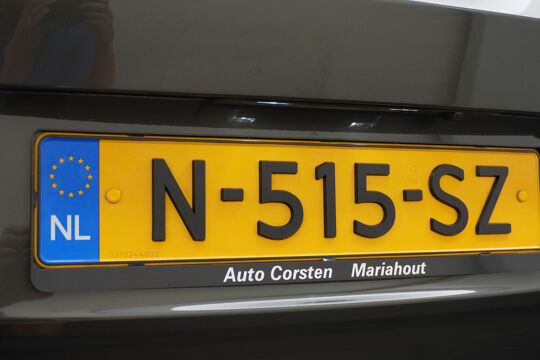 N-515-SZ
NL
Auto Corsten Mariahout